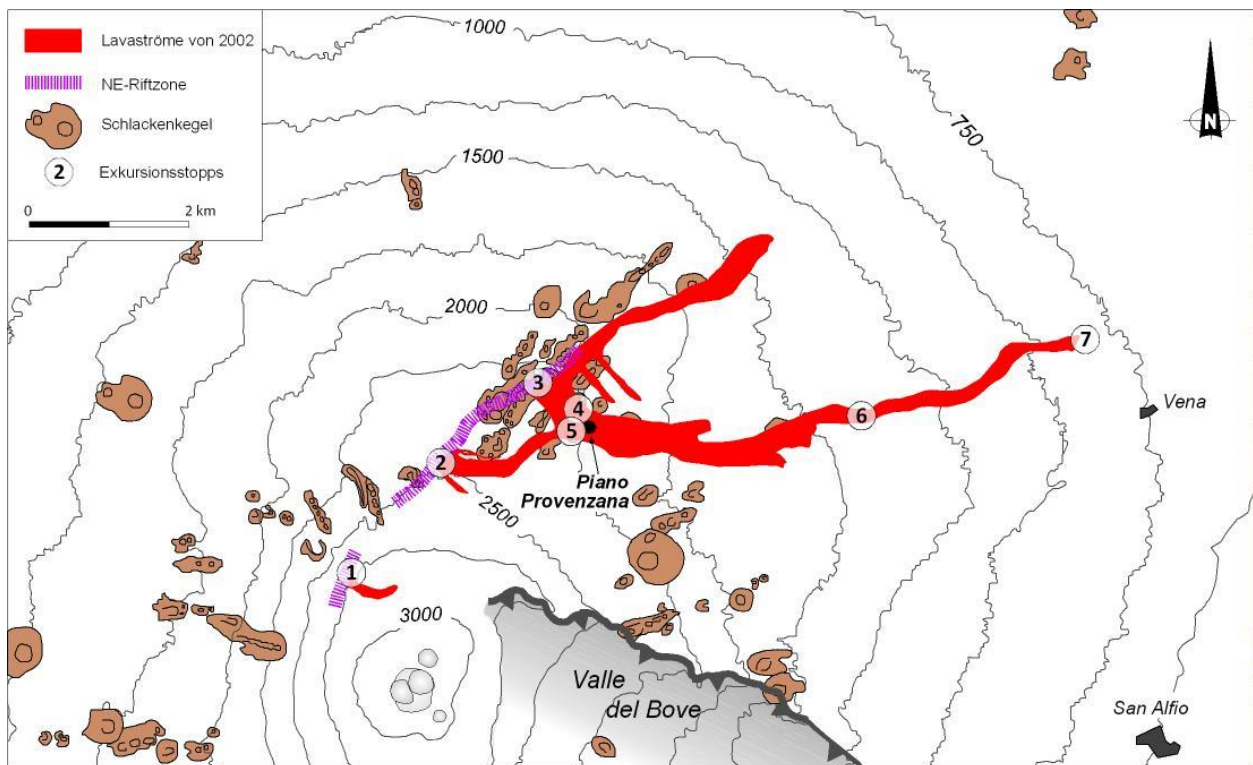 Lavaströme von 2002
NE-Riftzone
Schlackenkegel
2 Exkursionsstopps
0 2 km
N
1000
750
1500
2000
2500
3000
1
2
3
4
5
6
7
Piano
Provenzana
Vena
Valle
del Bove
San Alfio